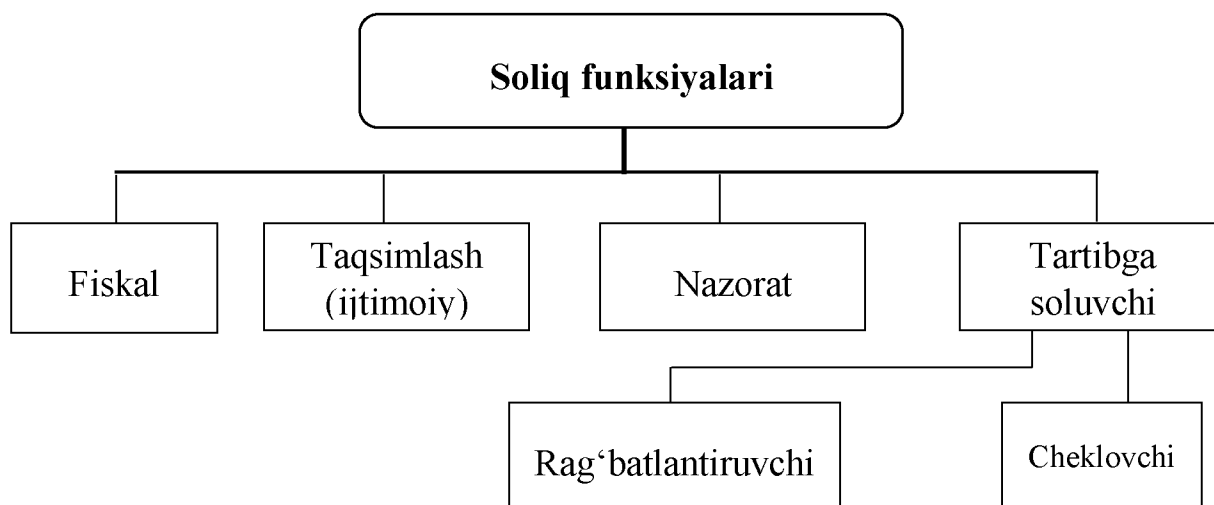 Soliq funksiyalari
Fiskal
Taqsimlash
(ijtimoiy)
Nazorat
Tartibga
soluvchi
Rag‘batlantiruvchi
Cheklovchi